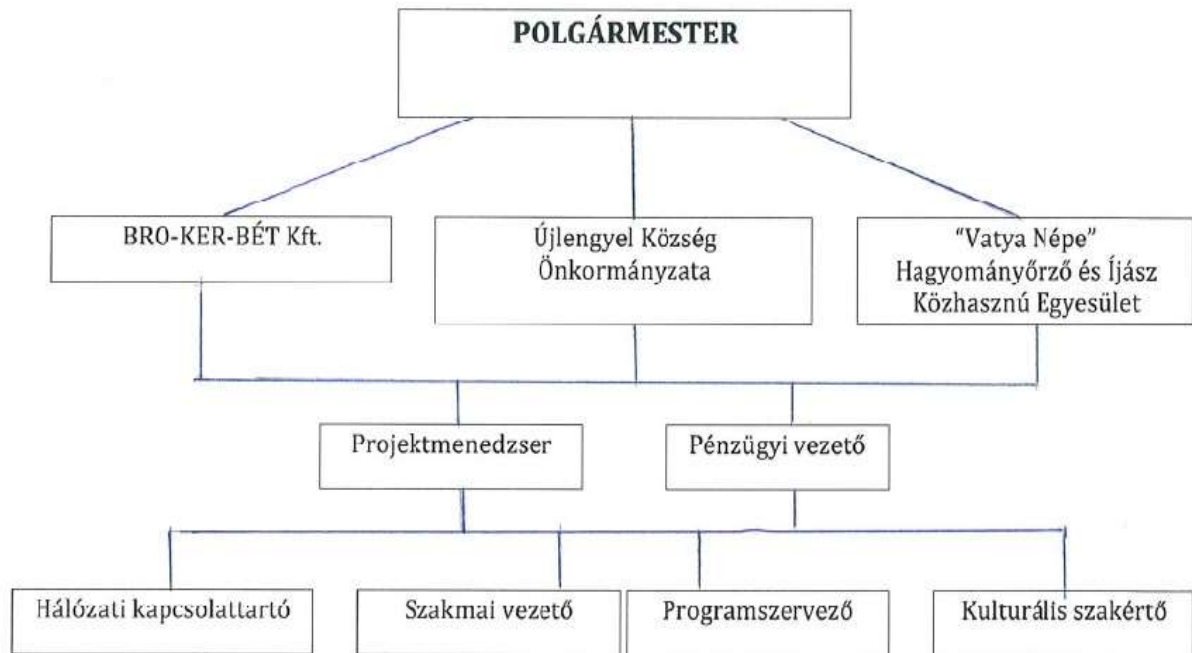 POLGÁRMESTER
BRO-KER-BÉT Kft.
Újlengyel Község
Önkormányzata
"Vatya Népe"
Hagyományőrző és Íjász
Közhasznú Egyesület
Projektmenedzser
Pénzügyi vezető
Hálózati kapcsolattartó
Szakmai vezető
Programszervező
Kulturális szakértő